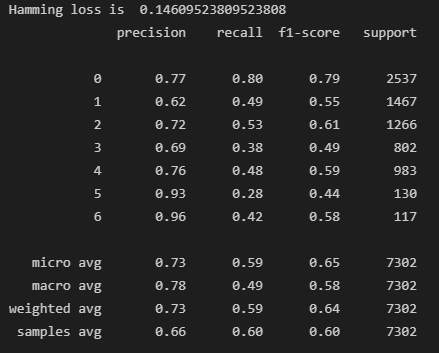 Hamming loss is  0.14609523809523808
              precision    recall  f1-score   support

           0       0.77      0.80      0.79      2537
           1       0.62      0.49      0.55      1467
           2       0.72      0.53      0.61      1266
           3       0.69      0.38      0.49       802
           4       0.76      0.48      0.59       983
           5       0.93      0.28      0.44       130
           6       0.96      0.42      0.58       117

   micro avg       0.73      0.59      0.65      7302
   macro avg       0.78      0.49      0.58      7302
weighted avg       0.73      0.59      0.64      7302
 samples avg       0.66      0.60      0.60      7302